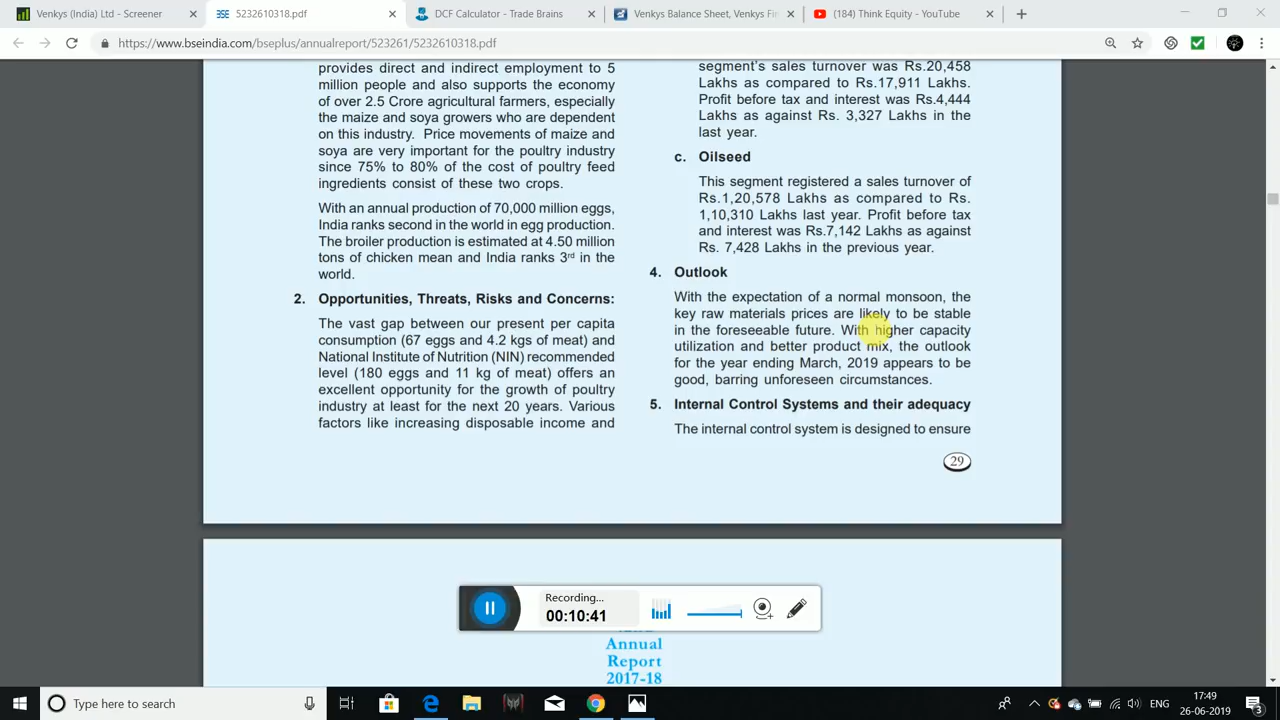 Venkys (India) Ltd - Screener
5232610318.pdf
DCF Calculator - Trade Brains
Venkys Balance Sheet, Venkys Fi
(184) Think Equity - YouTube
https://www.bseindia.com/bseplus/annualreport/523261/5232610318.pdf
provides direct and indirect employment to 5
million people and also supports the economy
of over 2.5 Crore agricultural farmers, especially
the maize and soya growers who are dependent
on this industry. Price movements of maize and
soya are very important for the poultry industry
since 75% to 80% of the cost of poultry feed
ingredients consist of these two crops.
With an annual production of 70,000 million eggs,
India ranks second in the world in egg production.
The broiler production is estimated at 4.50 million
tons of chicken mean and India ranks 3rd in the
world.
2. Opportunities, Threats, Risks and Concerns:
The vast gap between our present per capita
consumption (67 eggs and 4.2 kgs of meat) and
National Institute of Nutrition (NIN) recommended
level (180 eggs and 11 kg of meat) offers an
excellent opportunity for the growth of poultry
industry at least for the next 20 years. Various
factors like increasing disposable income and
segment's sales turnover was Rs.20,458
Lakhs as compared to Rs.17,911 Lakhs.
Profit before tax and interest was Rs.4,444
Lakhs as against Rs. 3,327 Lakhs in the
last year.
c. Oilseed
This segment registered a sales turnover of
Rs.1,20,578 Lakhs as compared to Rs.
1,10,310 Lakhs last year. Profit before tax
and interest was Rs.7,142 Lakhs as against
Rs. 7,428 Lakhs in the previous year.
4. Outlook
With the expectation of a normal monsoon, the
key raw materials prices are likely to be stable
in the foreseeable future. With higher capacity
utilization and better product mix, the outlook
for the year ending March, 2019 appears to be
good, barring unforeseen circumstances.
5. Internal Control Systems and their adequacy
The internal control system is designed to ensure
29
Recording...
00:10:41
Annual
Report
2017-18
Type here to search
ENG
17:49
26-06-2019
3